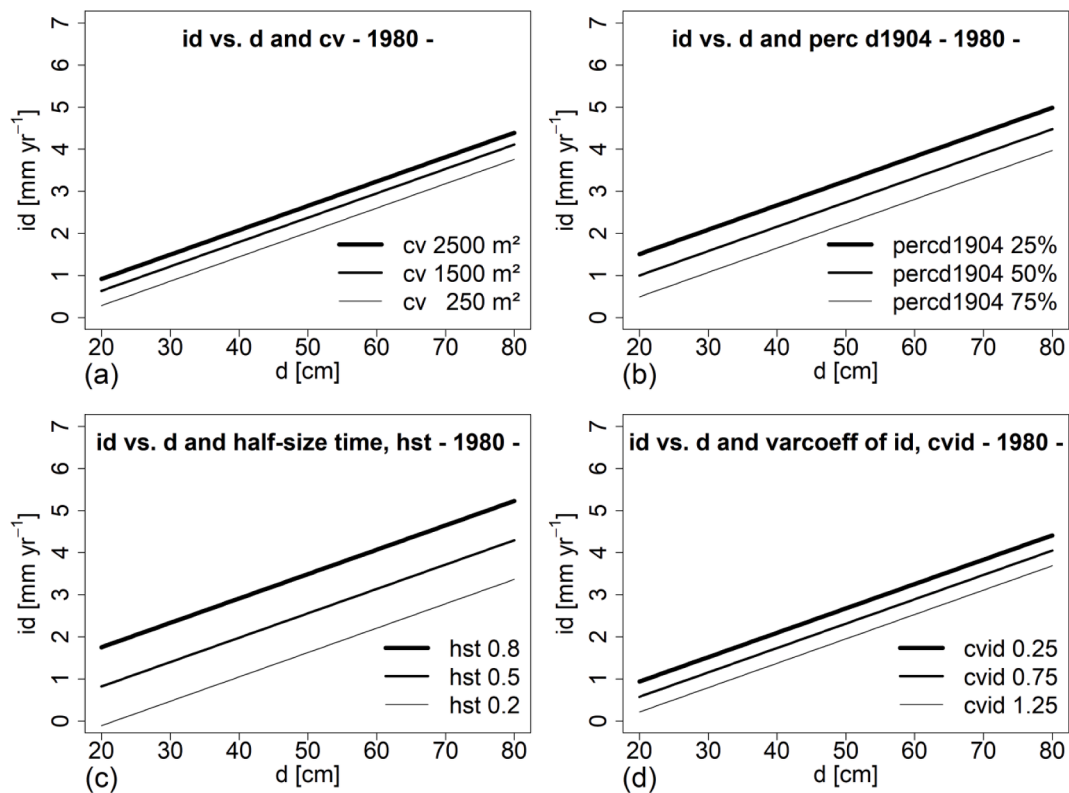 id vs. d and cv - 1980 -
id [mm yr⁻¹]
7
6
5
4
3
2
1
0
cv 2500 m²
cv 1500 m²
cv 250 m²
20 30 40 50 60 70 80
d [cm]
(a)
id vs. d and perc d1904 - 1980 -
id [mm yr⁻¹]
7
6
5
4
3
2
1
0
percd1904 25%
percd1904 50%
percd1904 75%
20 30 40 50 60 70 80
d [cm]
(b)
id vs. d and half-size time, hst - 1980 -
id [mm yr⁻¹]
7
6
5
4
3
2
1
0
hst 0.8
hst 0.5
hst 0.2
20 30 40 50 60 70 80
d [cm]
(c)
id vs. d and varcoeff of id, cvid - 1980 -
id [mm yr⁻¹]
7
6
5
4
3
2
1
0
cvid 0.25
cvid 0.75
cvid 1.25
20 30 40 50 60 70 80
d [cm]
(d)